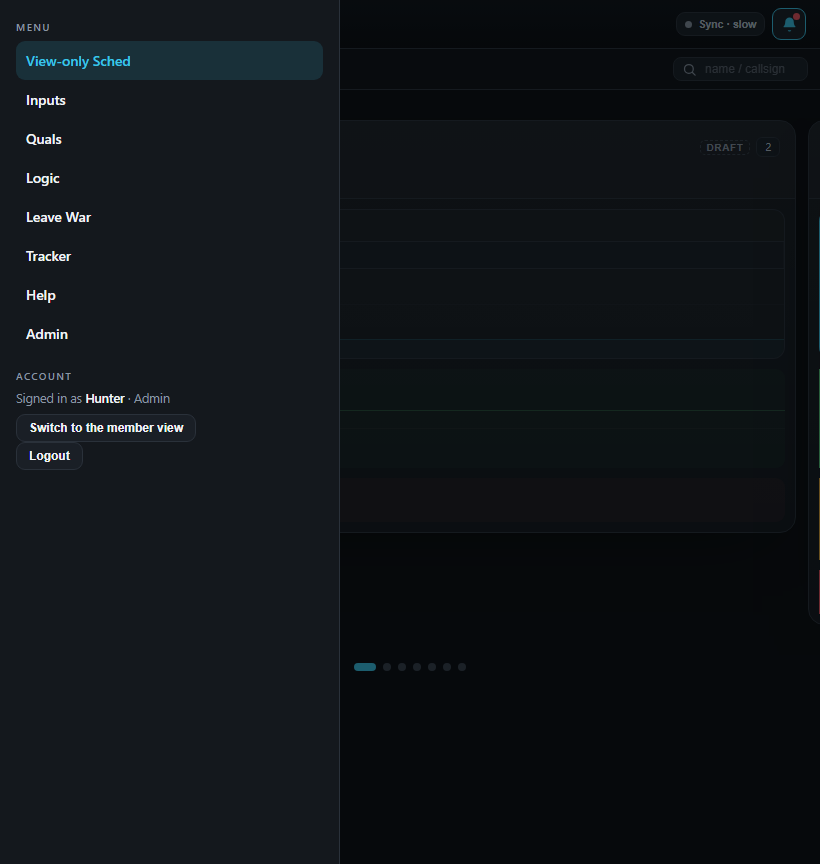 MENU
View-only Sched
Inputs
Quals
Logic
Leave War
Tracker
Help
Admin
ACCOUNT
Signed in as Hunter · Admin
Switch to the member view
Logout
Sync · slow
name / callsign
DRAFT 2